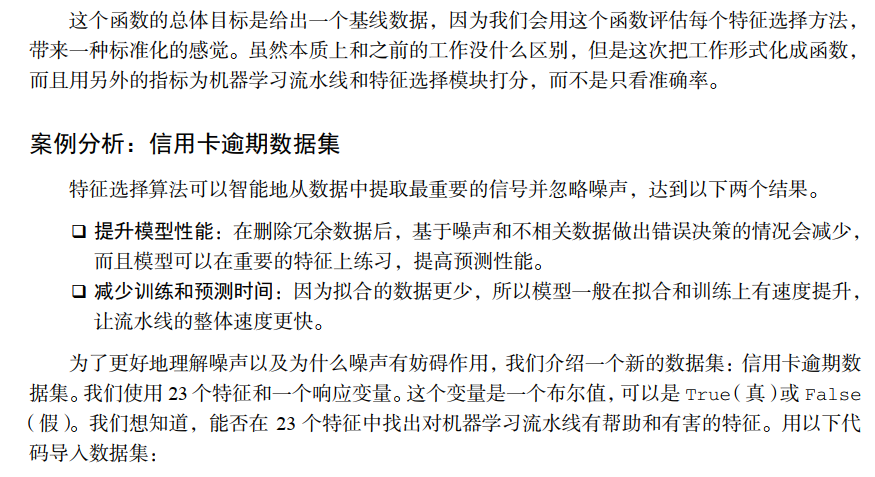 这个函数的总体目标是给出一个基线数据，因为我们会用这个函数评估每个特征选择方法，
带来一种标准化的感觉。虽然本质上和之前的工作没什么区别，但是这次把工作形式化成函数，
而且用另外的指标为机器学习流水线和特征选择模块打分，而不是只看准确率。
案例分析：信用卡逾期数据集
特征选择算法可以智能地从数据中提取最重要的信号并忽略噪声，达到以下两个结果。
❑ 提升模型性能：在删除冗余数据后，基于噪声和不相关数据做出错误决策的情况会减少，
而且模型可以在重要的特征上练习，提高预测性能。
❑ 减少训练和预测时间：因为拟合的数据更少，所以模型一般在拟合和训练上有速度提升，
让流水线的整体速度更快。
为了更好地理解噪声以及为什么噪声有妨碍作用，我们介绍一个新的数据集：信用卡逾期数
据集。我们使用 23 个特征和一个响应变量。这个变量是一个布尔值，可以是 True（真）或 False
（假）。我们想知道，能否在 23 个特征中找出对机器学习流水线有帮助和有害的特征。用以下代
码导入数据集：